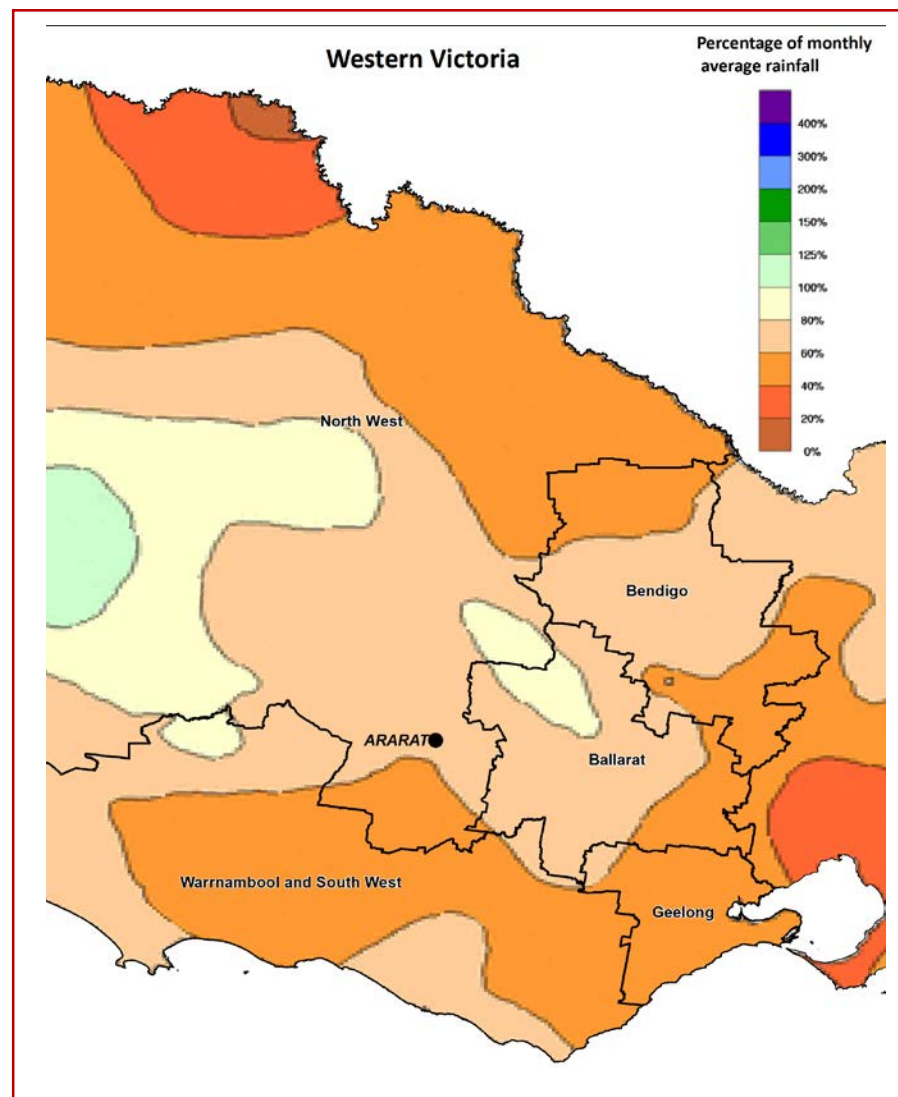 Western Victoria
Percentage of monthly
average rainfall
400%
300%
200%
150%
125%
100%
80%
60%
40%
20%
0%
North West
Bendigo
ARARAT
Ballarat
Warrnambool and South West
Geelong